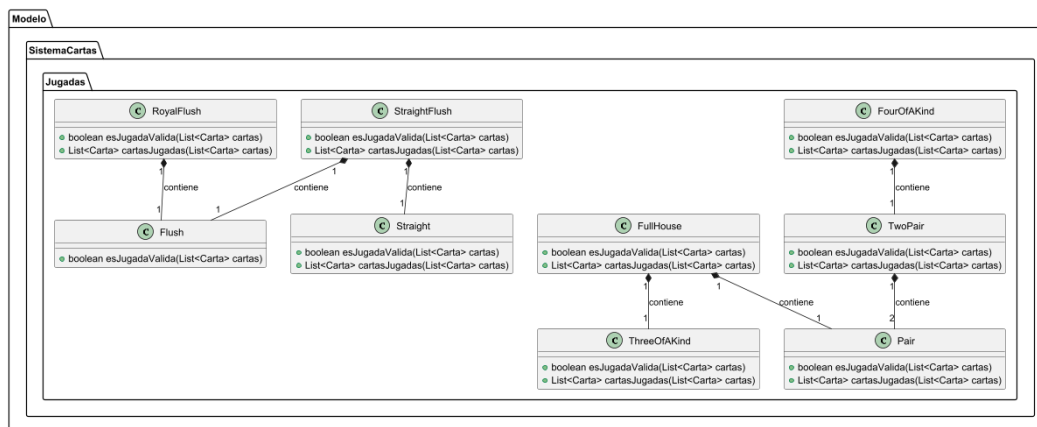 Modelo
SistemaCartas
Jugadas
C RoyalFlush
boolean esJugadaValida(List<Carta> cartas)
List<Carta> cartasJugadas(List<Carta> cartas)
C StraightFlush
boolean esJugadaValida(List<Carta> cartas)
List<Carta> cartasJugadas(List<Carta> cartas)
C FourOfAKind
boolean esJugadaValida(List<Carta> cartas)
List<Carta> cartasJugadas(List<Carta> cartas)
1
contiene
1
1
contiene
1
1
contiene
1
1
contiene
1
C Flush
boolean esJugadaValida(List<Carta> cartas)
C Straight
boolean esJugadaValida(List<Carta> cartas)
List<Carta> cartasJugadas(List<Carta> cartas)
C FullHouse
boolean esJugadaValida(List<Carta> cartas)
List<Carta> cartasJugadas(List<Carta> cartas)
C TwoPair
boolean esJugadaValida(List<Carta> cartas)
List<Carta> cartasJugadas(List<Carta> cartas)
1
contiene
1
1
contiene
1
1
contiene
2
C ThreeOfAKind
boolean esJugadaValida(List<Carta> cartas)
List<Carta> cartasJugadas(List<Carta> cartas)
C Pair
boolean esJugadaValida(List<Carta> cartas)
List<Carta> cartasJugadas(List<Carta> cartas)